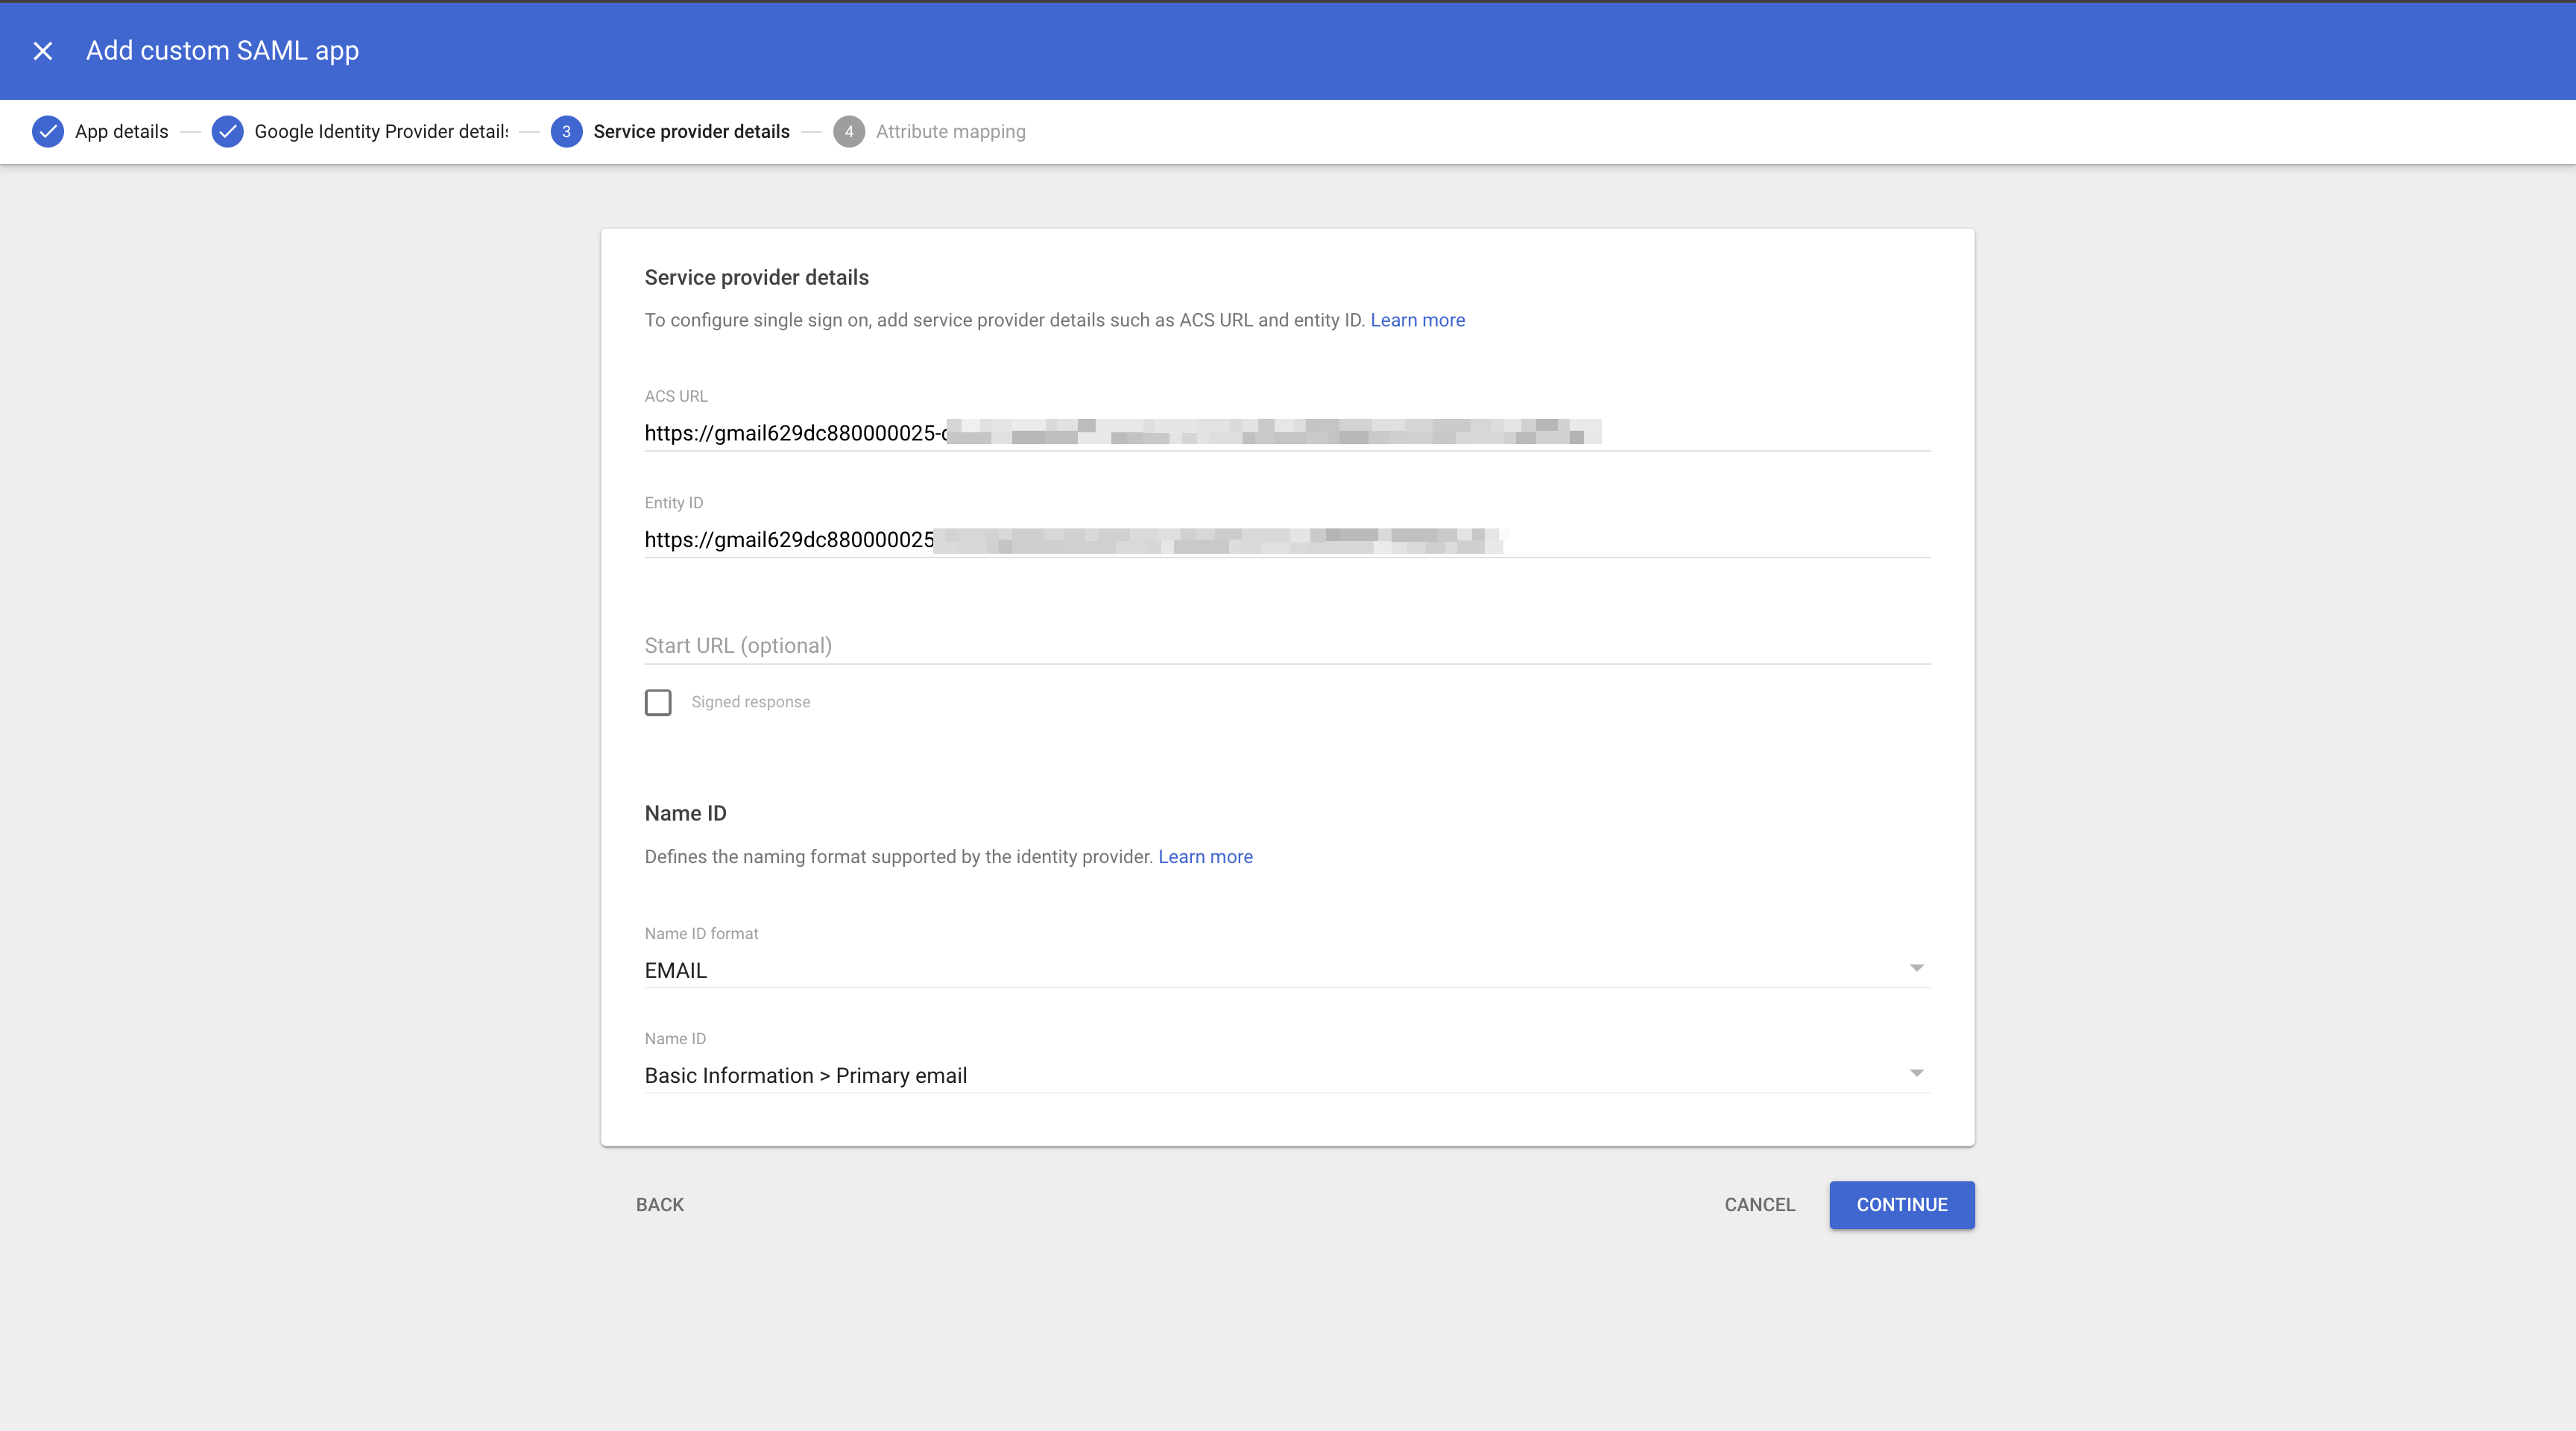 Add custom SAML app
App details
Google Identity Provider details
3 Service provider details
4 Attribute mapping
Service provider details
To configure single sign on, add service provider details such as ACS URL and entity ID. Learn more
ACS URL
https://gmail629dc880000025-
Entity ID
https://gmail629dc880000025
Start URL (optional)
Signed response
Name ID
Defines the naming format supported by the identity provider. Learn more
Name ID format
EMAIL
Name ID
Basic Information > Primary email
BACK
CANCEL
CONTINUE